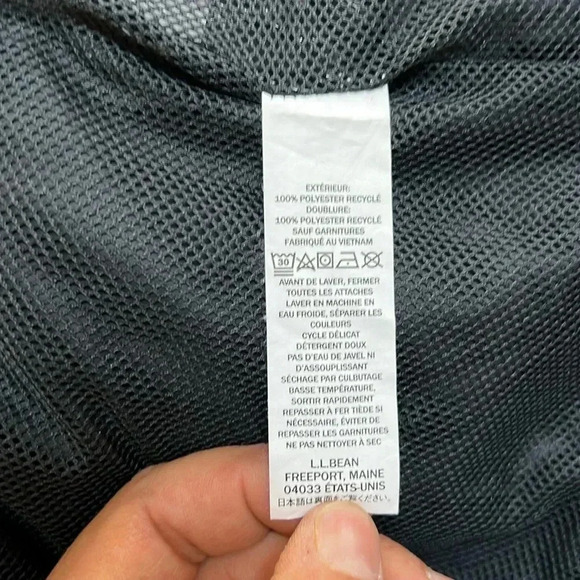 EXTÉRIEUR:
100% POLYESTER RECYCLÉ
DOUBLURE:
100% POLYESTER RECYCLÉ
SAUF GARNITURES
FABRIQUÉ AU VIETNAM
30
AVANT DE LAVER, FERMER
TOUTES LES ATTACHES
LAVER EN MACHINE EN
EAU FROIDE, SÉPARER LES
COULEURS
CYCLE DÉLICAT
DÉTERGENT DOUX
PAS D'EAU DE JAVEL NI
D'ASSOUPLISSANT
SÉCHAGE PAR CULBUTAGE
BASSE TEMPÉRATURE,
SORTIR RAPIDEMENT
REPASSER À FER TIÈDE SI
NÉCESSAIRE, ÉVITER DE
REPASSER LES GARNITURES
NE PAS NETTOYER À SEC
L.L.BEAN
FREEPORT, MAINE
04033 ÉTATS-UNIS
日本語は裏面をご覧ください。